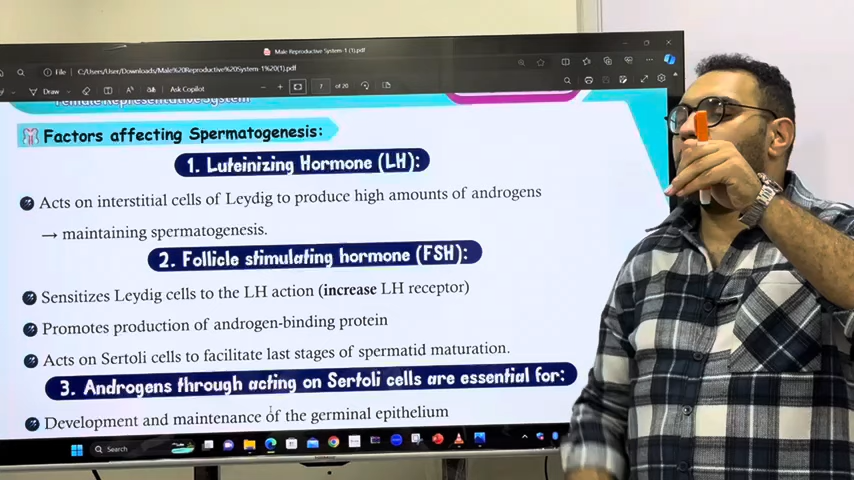 Male Reproductive System-1 (1).pdf
File C:/Users/User/Downloads/Male%20Reproductive%20System-1%20(1).pdf
Draw Ask Copilot 7 of 20
Female Representative System
Factors affecting Spermatogenesis:
1. Luteinizing Hormone (LH):
Acts on interstitial cells of Leydig to produce high amounts of androgens
→ maintaining spermatogenesis.
2. Follicle stimulating hormone (FSH):
Sensitizes Leydig cells to the LH action (increase LH receptor)
Promotes production of androgen-binding protein
Acts on Sertoli cells to facilitate last stages of spermatid maturation.
3. Androgens through acting on Sertoli cells are essential for:
Development and maintenance of the germinal epithelium
Search